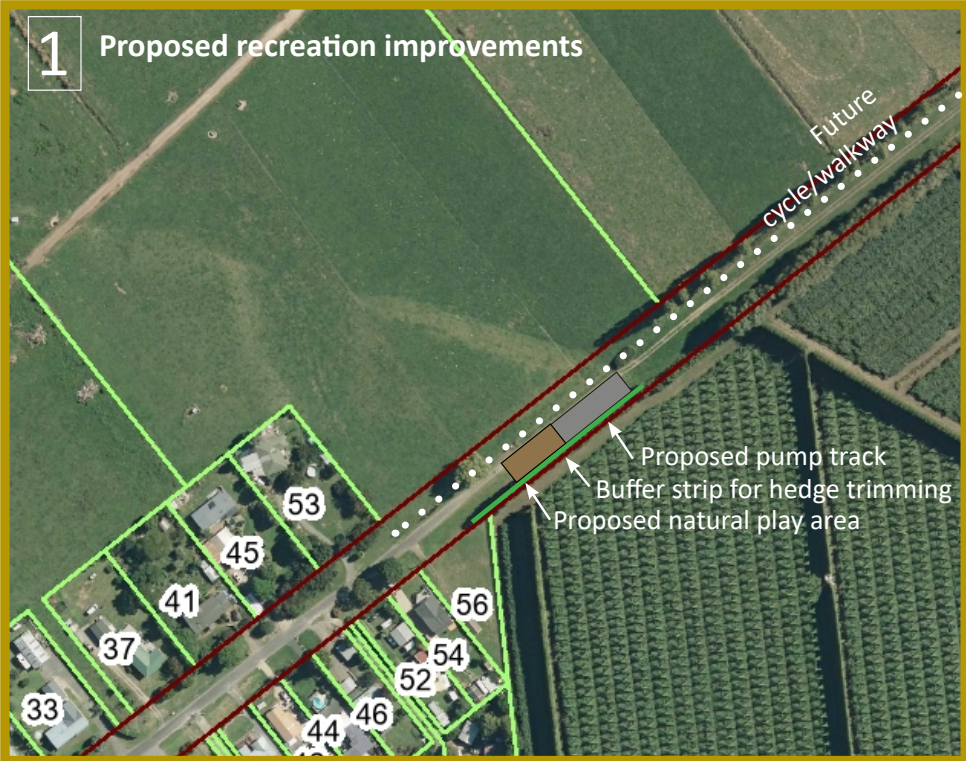 1
Proposed recreation improvements
Future
cycle/walkway
Proposed pump track
Buffer strip for hedge trimming
Proposed natural play area
53
45
41
37
33
56
54
52
46
44